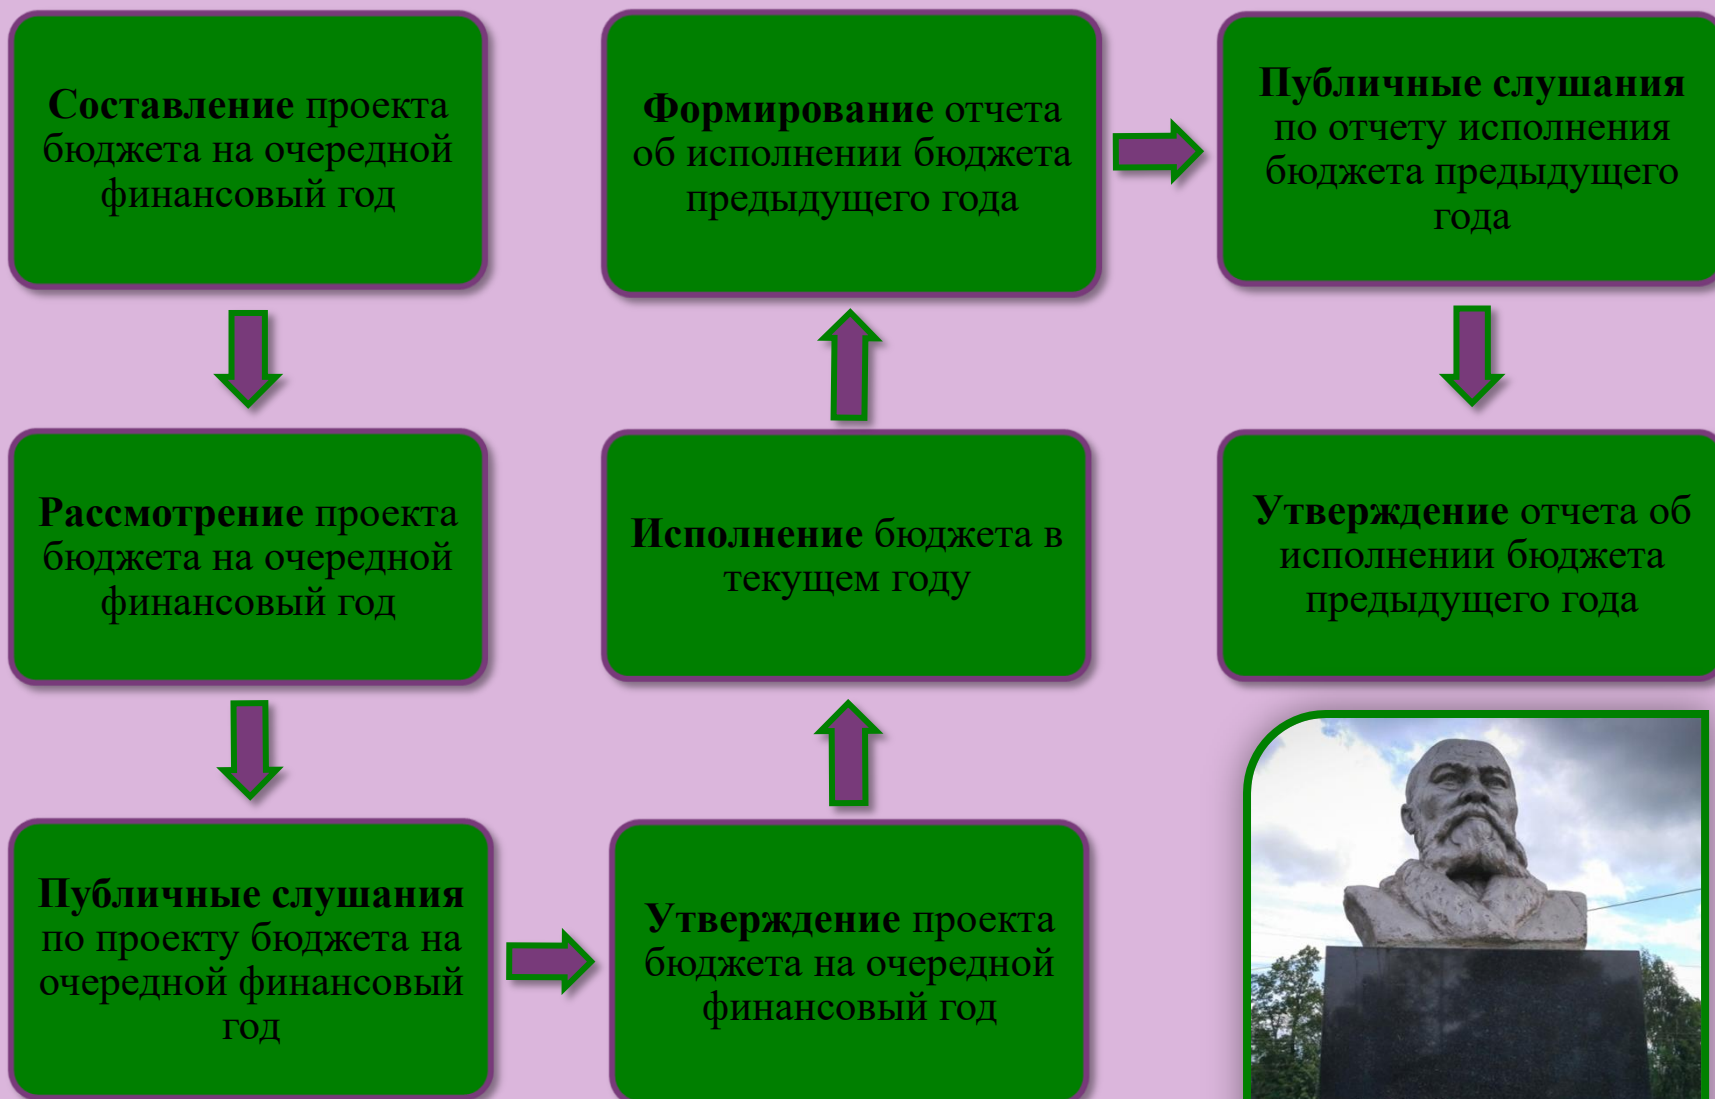 Составление проекта
бюджета на очередной
финансовый год
Рассмотрение проекта
бюджета на очередной
финансовый год
Публичные слушания
по проекту бюджета на
очередной финансовый
год
Утверждение проекта
бюджета на очередной
финансовый год
Исполнение бюджета в
текущем году
Формирование отчета
об исполнении бюджета
предыдущего года
Публичные слушания
по отчету исполнения
бюджета предыдущего
года
Утверждение отчета об
исполнении бюджета
предыдущего года